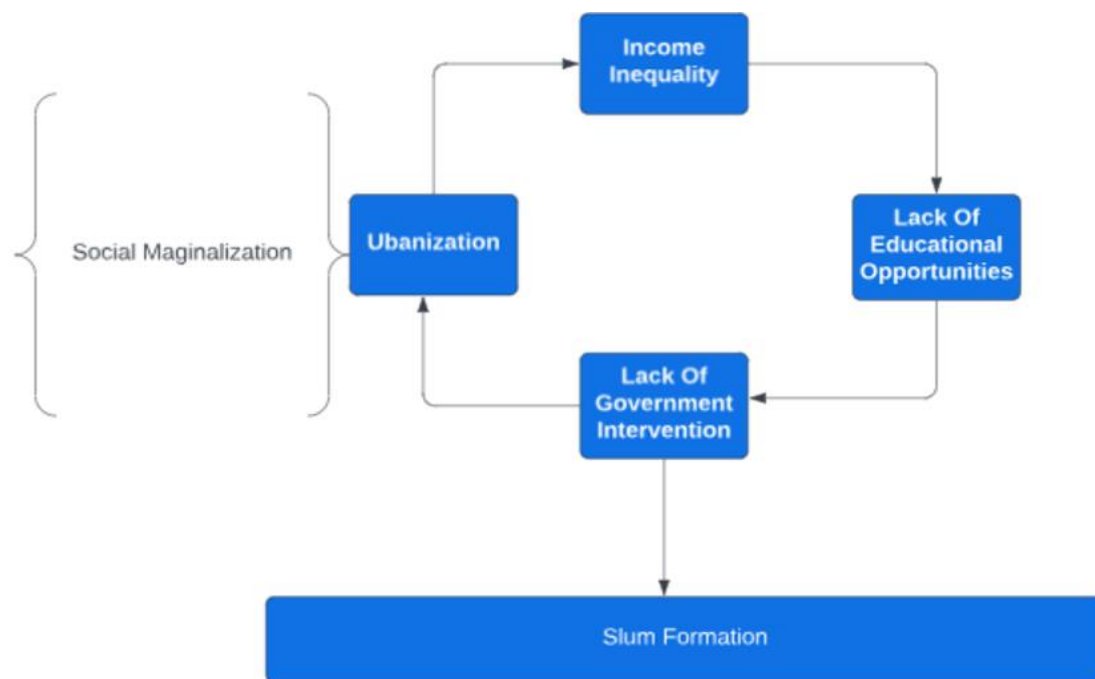 Income
Inequality
Social Maginalization
Ubanization
Lack Of
Educational
Opportunities
Lack Of
Government
Intervention
Slum Formation